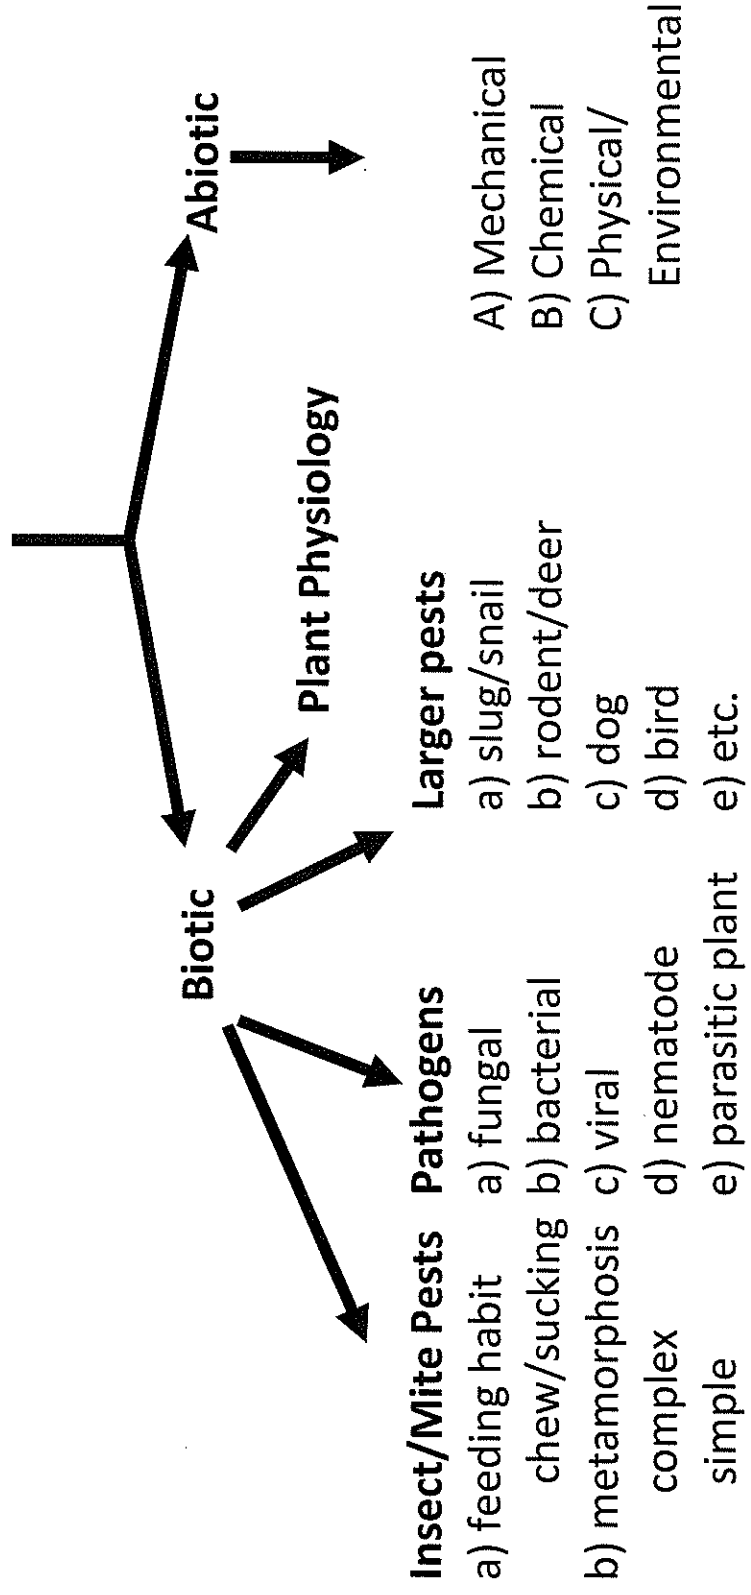 Biotic
Abiotic
Plant Physiology
Insect/Mite Pests
a) feeding habit
chew/sucking
b) metamorphosis
complex
simple
Pathogens
a) fungal
b) bacterial
c) viral
d) nematode
e) parasitic plant
Larger pests
a) slug/snail
b) rodent/deer
c) dog
d) bird
e) etc.
A) Mechanical
B) Chemical
C) Physical/
Environmental